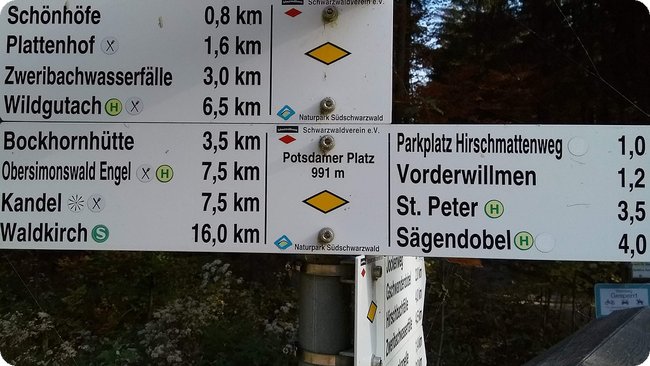 Schwarzwaldverein e.V.
Schönhöfe 0,8 km
Plattenhof 1,6 km
Zweribachwasserfälle 3,0 km
Wildgutach H 6,5 km
Naturpark Südschwarzwald
Schwarzwaldverein e.V.
Bockhornhütte 3,5 km
Obersimonswald Engel H 7,5 km
Kandel 7,5 km
Waldkirch S 16,0 km
Potsdamer Platz
991 m
Naturpark Südschwarzwald
Parkplatz Hirschmattenweg 1,0
Vorderwillmen 1,2
St. Peter H 3,5
Sägendobel H 4,0
Gesperrt